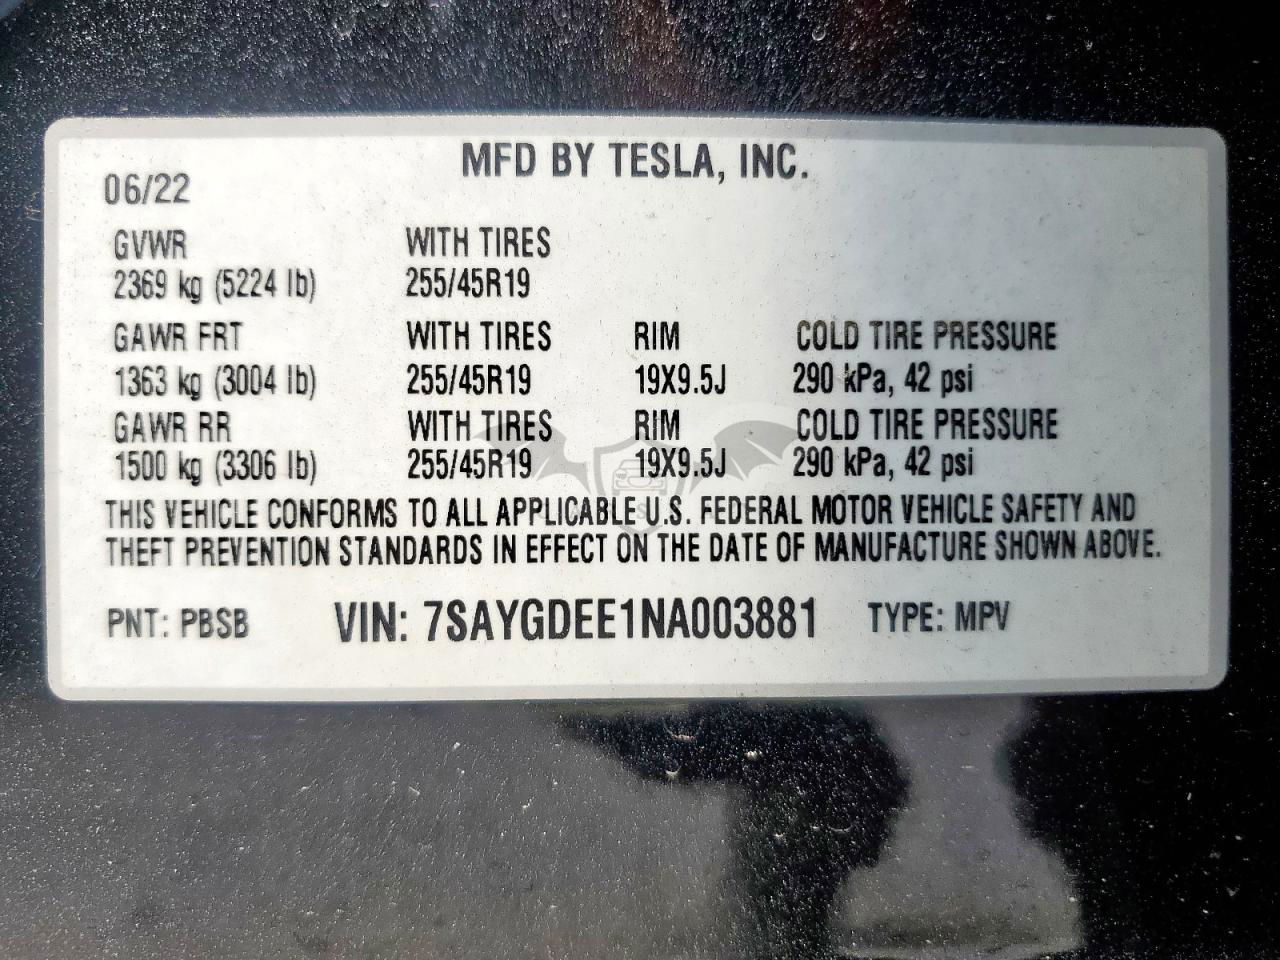 MFD BY TESLA, INC.
06/22
GVWR WITH TIRES
2369 kg (5224 lb) 255/45R19
GAWR FRT WITH TIRES RIM COLD TIRE PRESSURE
1363 kg (3004 lb) 255/45R19 19X9.5J 290 kPa, 42 psi
GAWR RR WITH TIRES RIM COLD TIRE PRESSURE
1500 kg (3306 lb) 255/45R19 19X9.5J 290 kPa, 42 psi
THIS VEHICLE CONFORMS TO ALL APPLICABLE U.S. FEDERAL MOTOR VEHICLE SAFETY AND
THEFT PREVENTION STANDARDS IN EFFECT ON THE DATE OF MANUFACTURE SHOWN ABOVE.
PNT: PBSB VIN: 7SAYGDEE1NA003881 TYPE: MPV